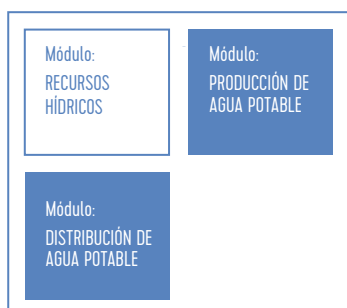 Módulo:
RECURSOS
HÍDRICOS
Módulo:
PRODUCCIÓN DE
AGUA POTABLE
Módulo:
DISTRIBUCIÓN DE
AGUA POTABLE